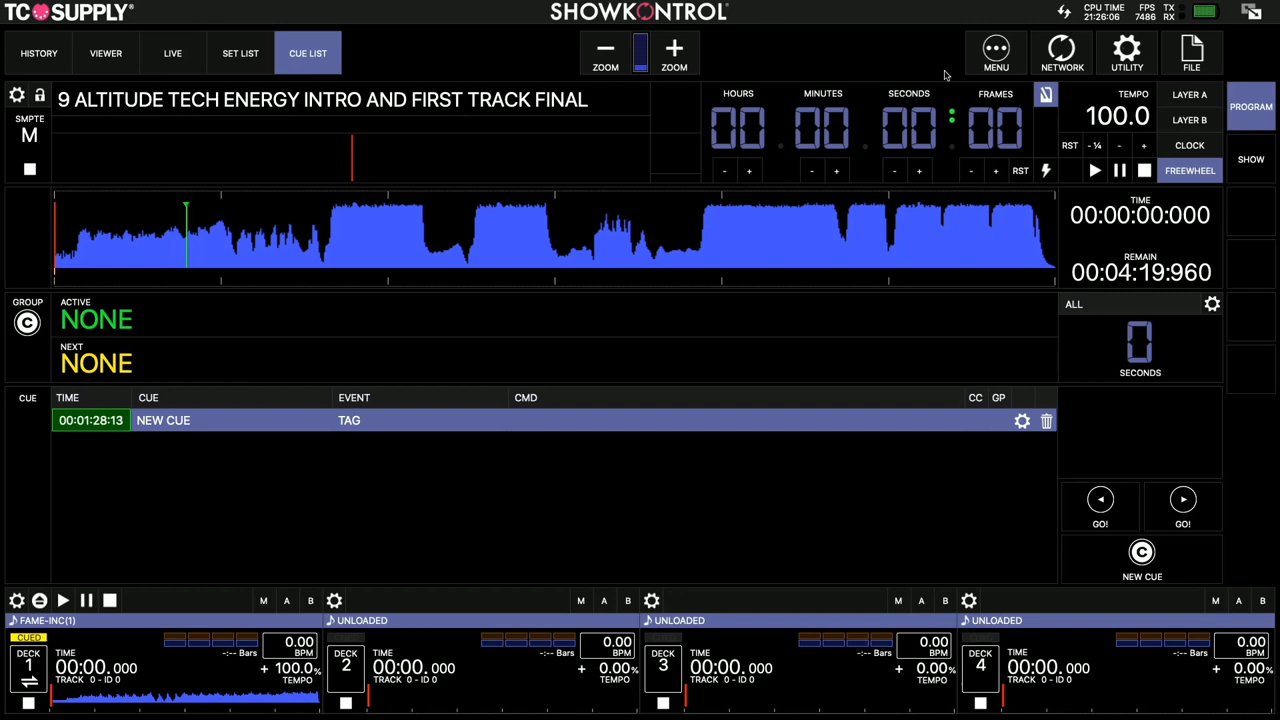 TC SUPPLY
SHOWKONTROL
CPU TIME
21:26:06
FPS
7486
TX
RX
HISTORY
VIEWER
LIVE
SET LIST
CUE LIST
ZOOM
ZOOM
MENU
NETWORK
UTILITY
FILE
SMPTE
M
9 ALTITUDE TECH ENERGY INTRO AND FIRST TRACK FINAL
HOURS
MINUTES
SECONDS
FRAMES
00.00.00:00
- + - + - + - + RST
TEMPO
100.0
RST -¼ - +
LAYER A
LAYER B
CLOCK
FREEWHEEL
PROGRAM
SHOW
TIME
00:00:00:000
REMAIN
00:04:19:960
GROUP
C
ACTIVE
NONE
NEXT
NONE
ALL
0
SECONDS
CUE
TIME CUE EVENT CMD CC GP
00:01:28:13 NEW CUE TAG
GO!
GO!
C
NEW CUE
M A B
M A B
M A B
M A B
FAME-INC(1)
UNLOADED
UNLOADED
UNLOADED
CUED
DECK
1
TIME
00:00.000
TRACK 0 - ID 0
-:-- Bars
0.00
BPM
+ 100.0%
TEMPO
CUED
DECK
2
TIME
00:00.000
TRACK 0 - ID 0
-:-- Bars
0.00
BPM
+ 0.00%
TEMPO
CUED
DECK
3
TIME
00:00.000
TRACK 0 - ID 0
-:-- Bars
0.00
BPM
+ 0.00%
TEMPO
CUED
DECK
4
TIME
00:00.000
TRACK 0 - ID 0
-:-- Bars
0.00
BPM
+ 0.00%
TEMPO